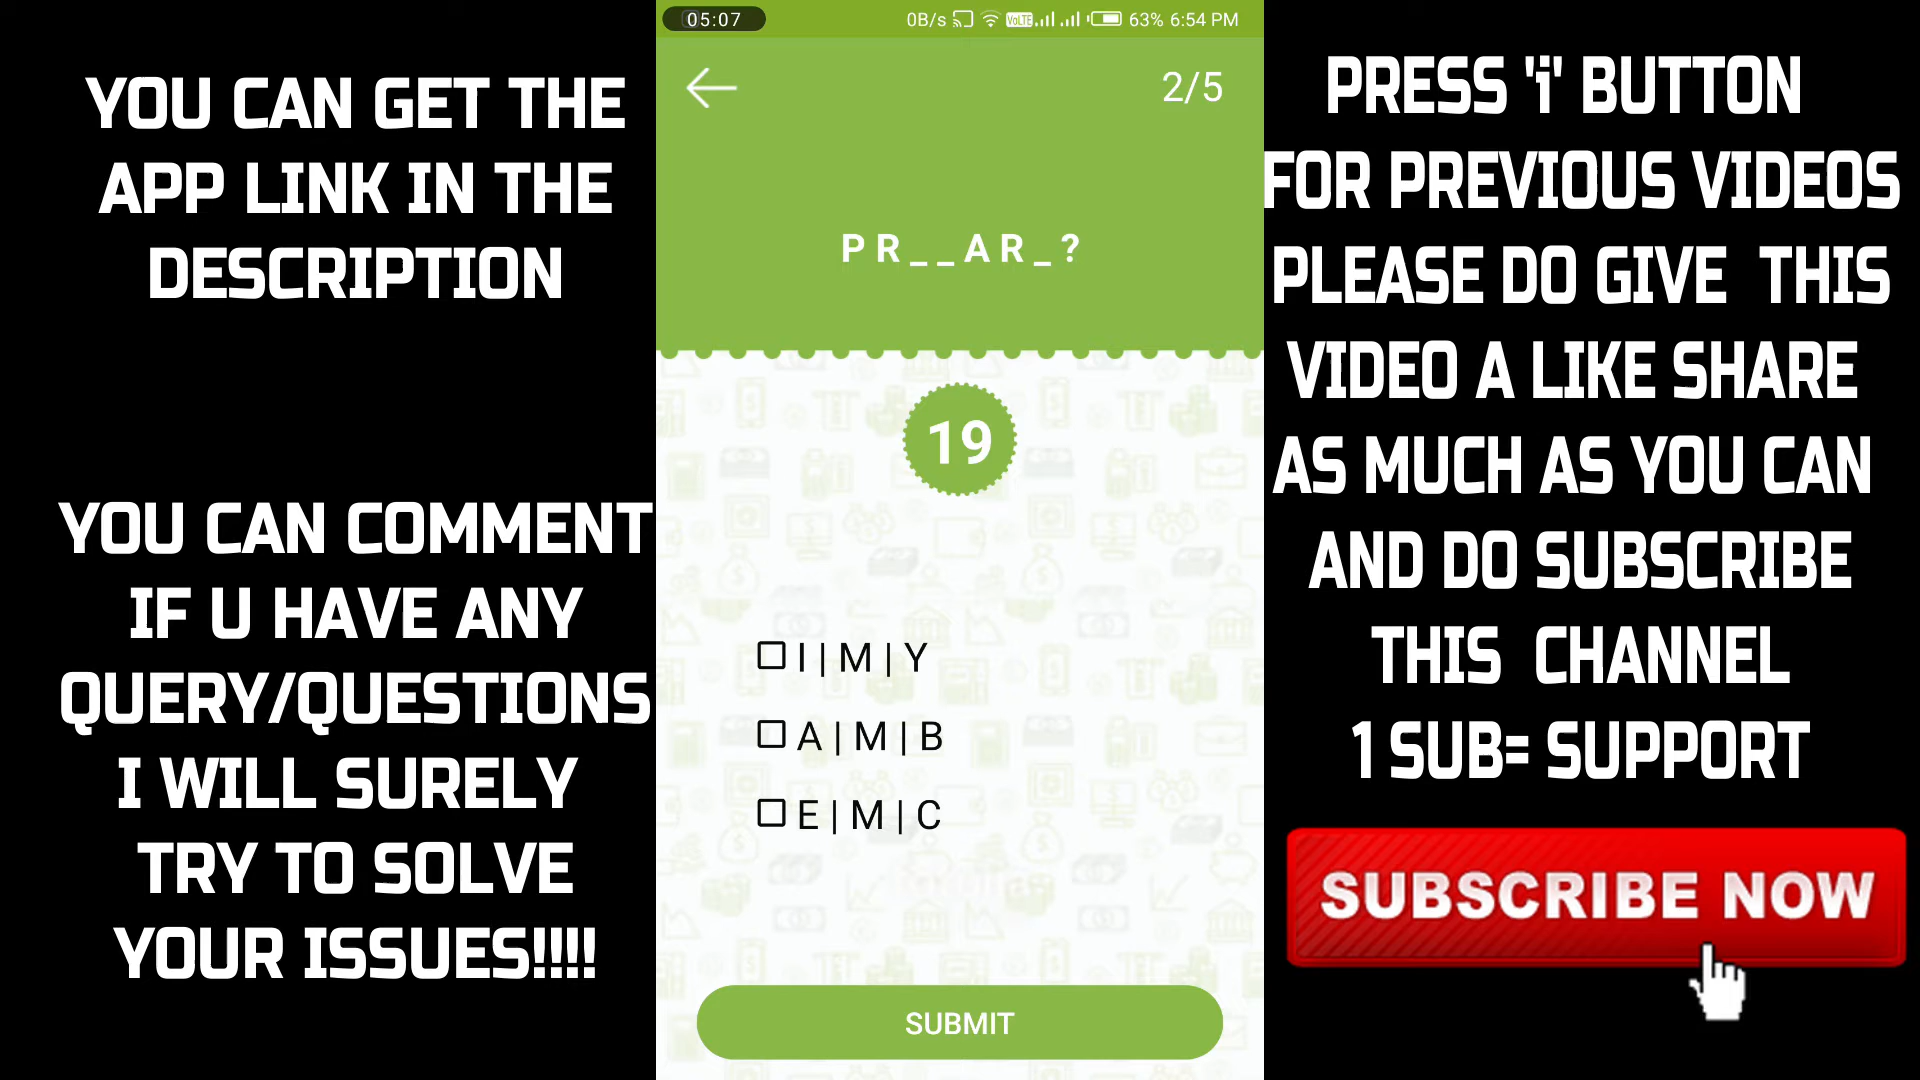 YOU CAN GET THE
APP LINK IN THE
DESCRIPTION
YOU CAN COMMENT
IF U HAVE ANY
QUERY/QUESTIONS
I WILL SURELY
TRY TO SOLVE
YOUR ISSUES!!!!
05:07
0B/s VoLTE 63% 6:54 PM
2/5
PR__AR_?
19
I | M | Y
A | M | B
E | M | C
SUBMIT
PRESS 'i' BUTTON
FOR PREVIOUS VIDEOS
PLEASE DO GIVE THIS
VIDEO A LIKE SHARE
AS MUCH AS YOU CAN
AND DO SUBSCRIBE
THIS CHANNEL
1 SUB= SUPPORT
SUBSCRIBE NOW